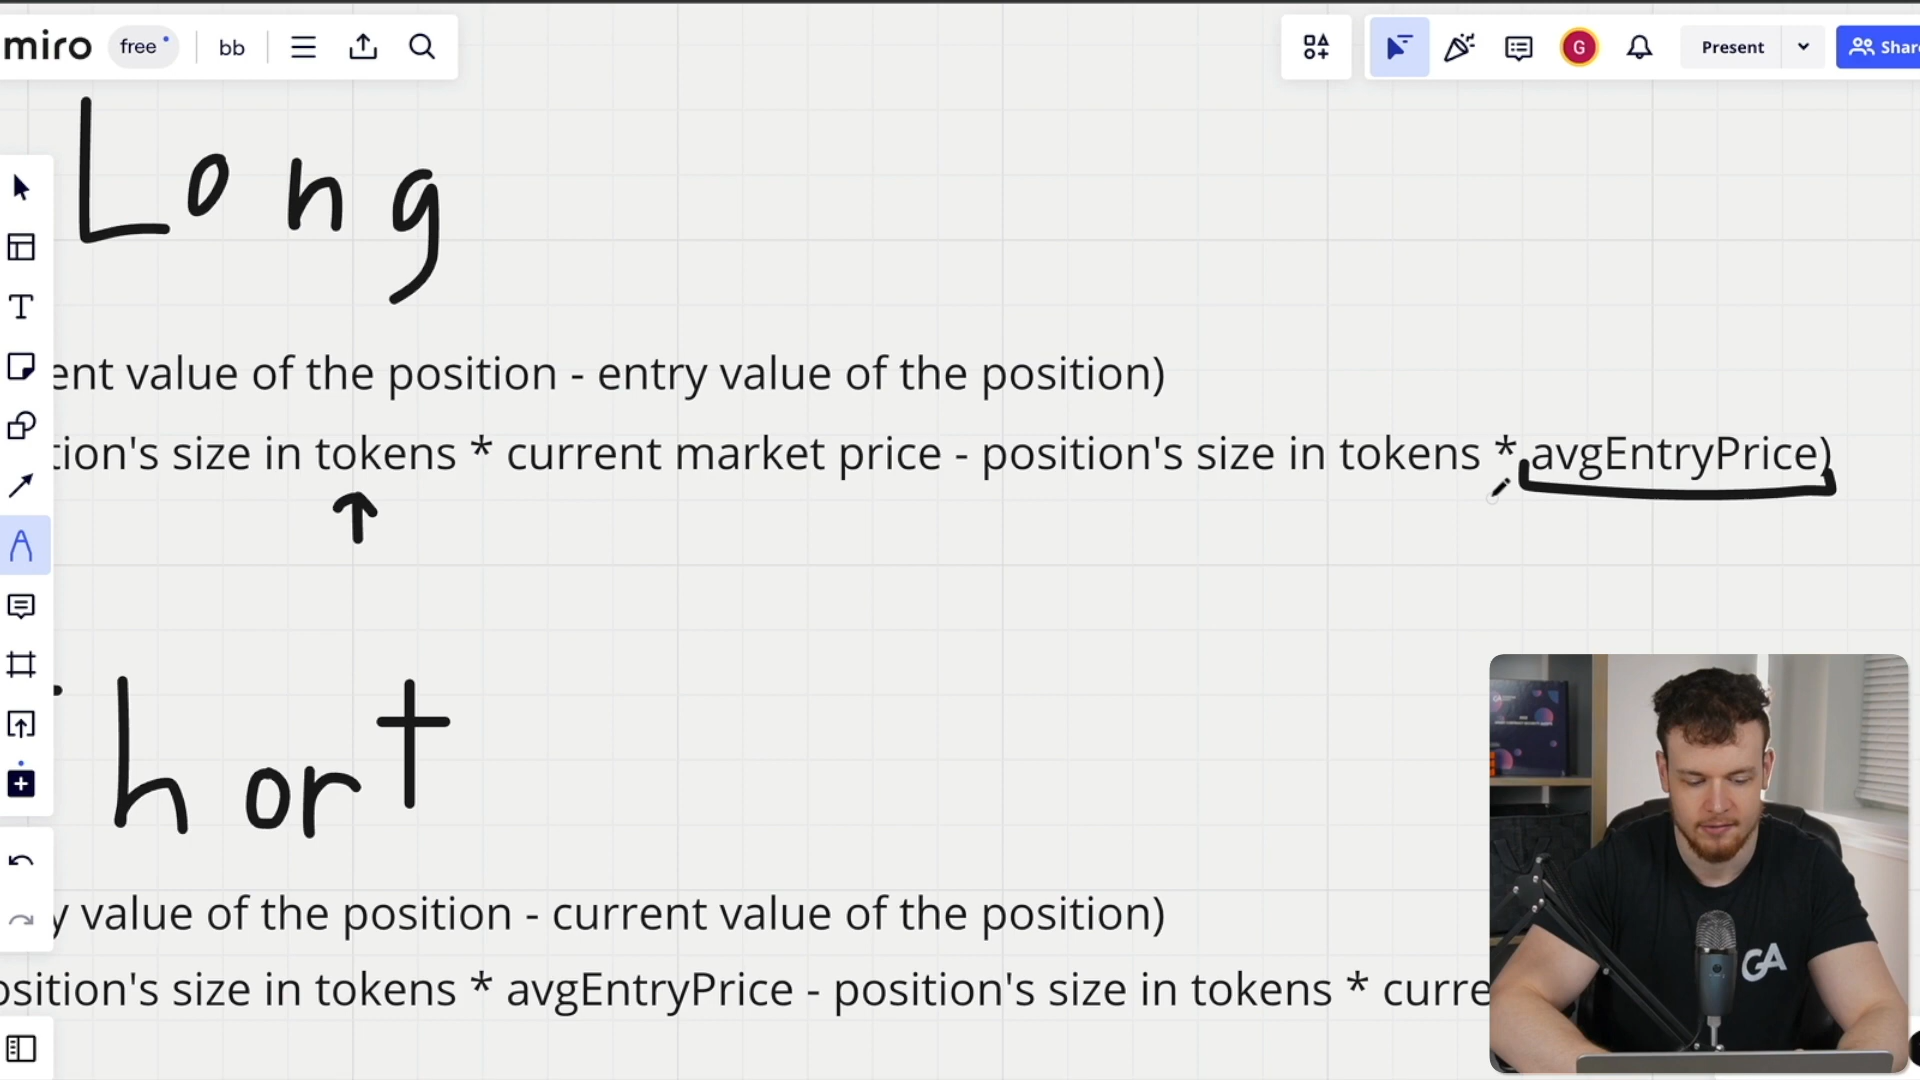 miro free bb Present Share
G
Long
ent value of the position - entry value of the position)
tion's size in tokens * current market price - position's size in tokens * avgEntryPrice)
hort
y value of the position - current value of the position)
osition's size in tokens * avgEntryPrice - position's size in tokens * curre
GA